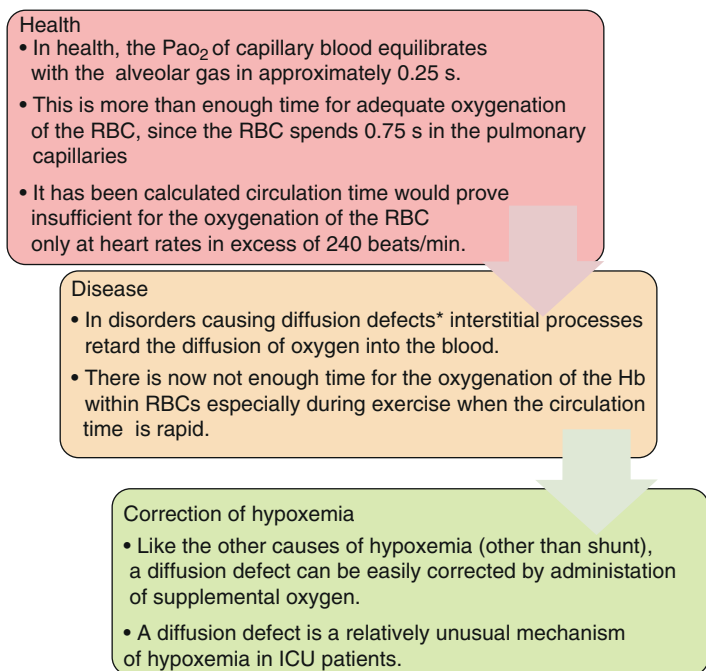 Health
• In health, the Pao₂ of capillary blood equilibrates
with the alveolar gas in approximately 0.25 s.
• This is more than enough time for adequate oxygenation
of the RBC, since the RBC spends 0.75 s in the pulmonary
capillaries
• It has been calculated circulation time would prove
insufficient for the oxygenation of the RBC
only at heart rates in excess of 240 beats/min.
Disease
• In disorders causing diffusion defects* interstitial processes
retard the diffusion of oxygen into the blood.
• There is now not enough time for the oxygenation of the Hb
within RBCs especially during exercise when the circulation
time is rapid.
Correction of hypoxemia
• Like the other causes of hypoxemia (other than shunt),
a diffusion defect can be easily corrected by administation
of supplemental oxygen.
• A diffusion defect is a relatively unusual mechanism
of hypoxemia in ICU patients.